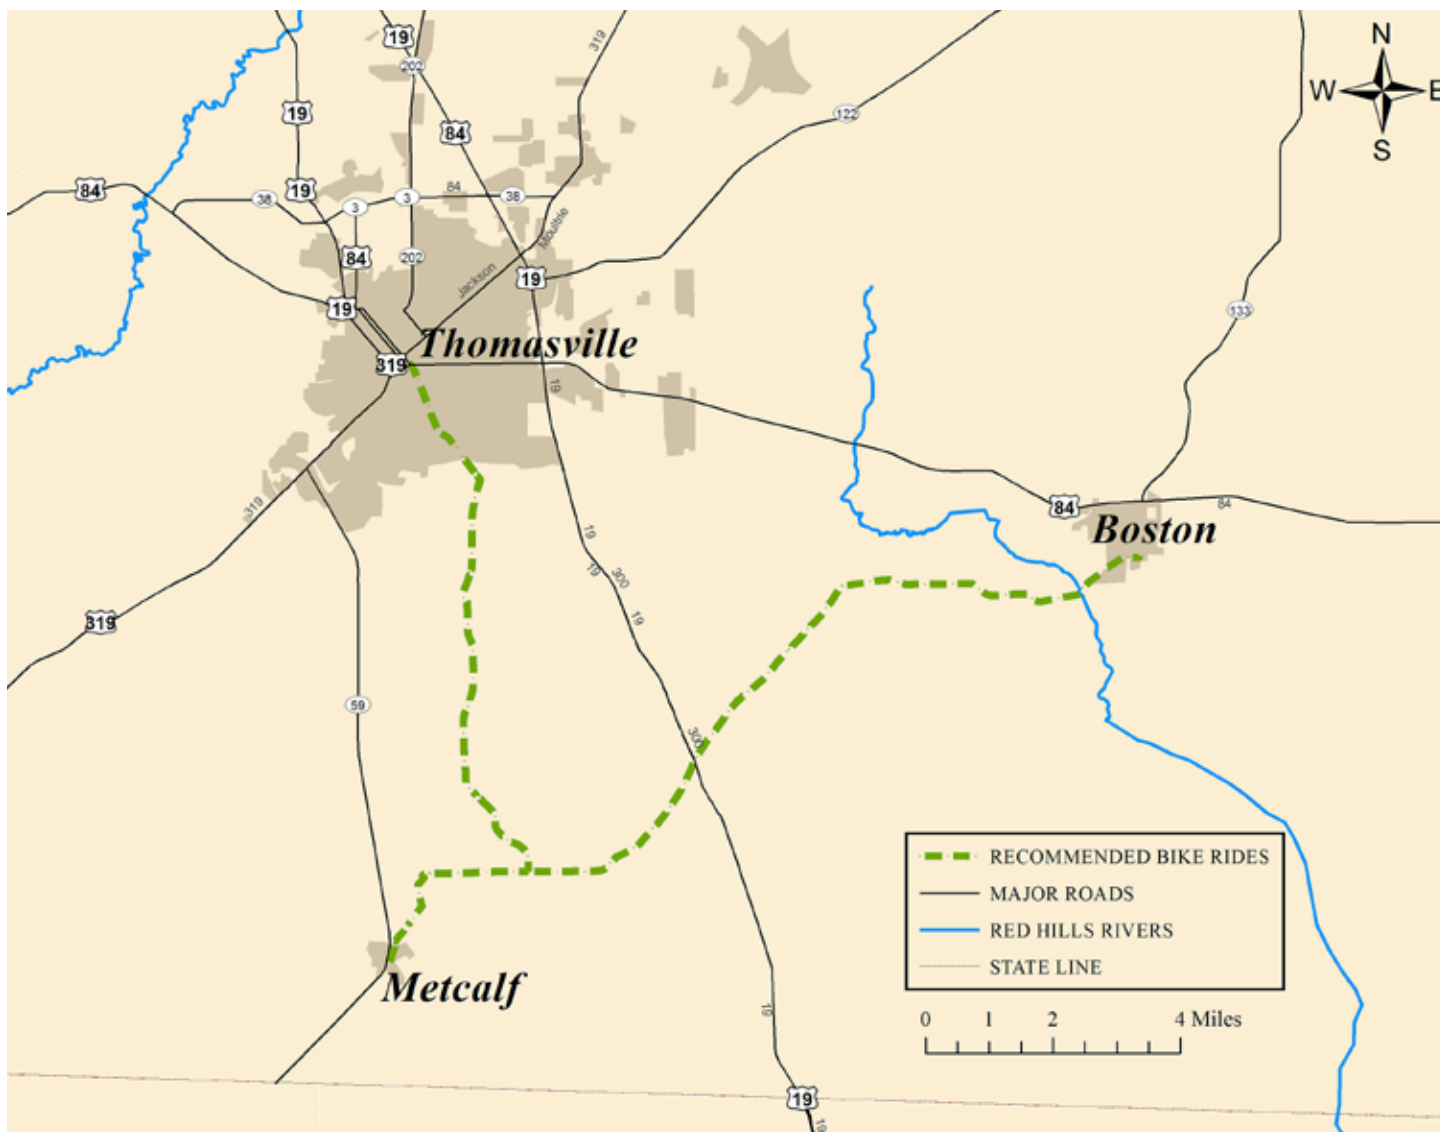 19
202
319
N
W
E
S
19
84
122
84
19
38
3
3
84
38
84
202
Moultrie
Jackson
19
19
133
Thomasville
319
19
84
84
Boston
319
19
19
300
19
319
59
300
RECOMMENDED BIKE RIDES
MAJOR ROADS
RED HILLS RIVERS
STATE LINE
Metcalf
0 1 2 4 Miles
19
19
19